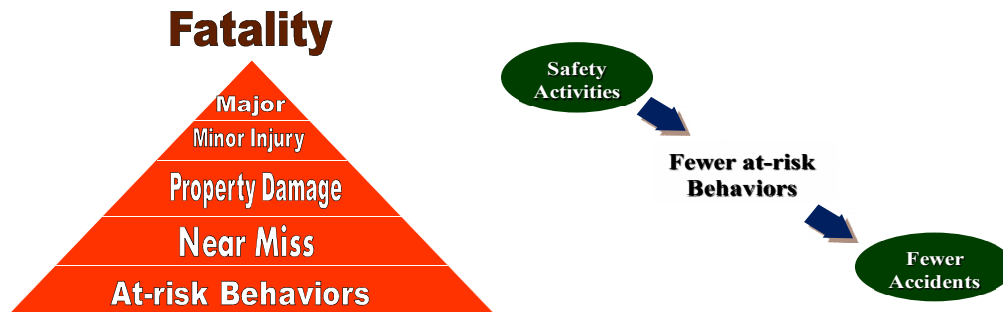 Fatality
Major
Minor Injury
Property Damage
Near Miss
At-risk Behaviors
Safety
Activities
Fewer at-risk
Behaviors
Fewer
Accidents